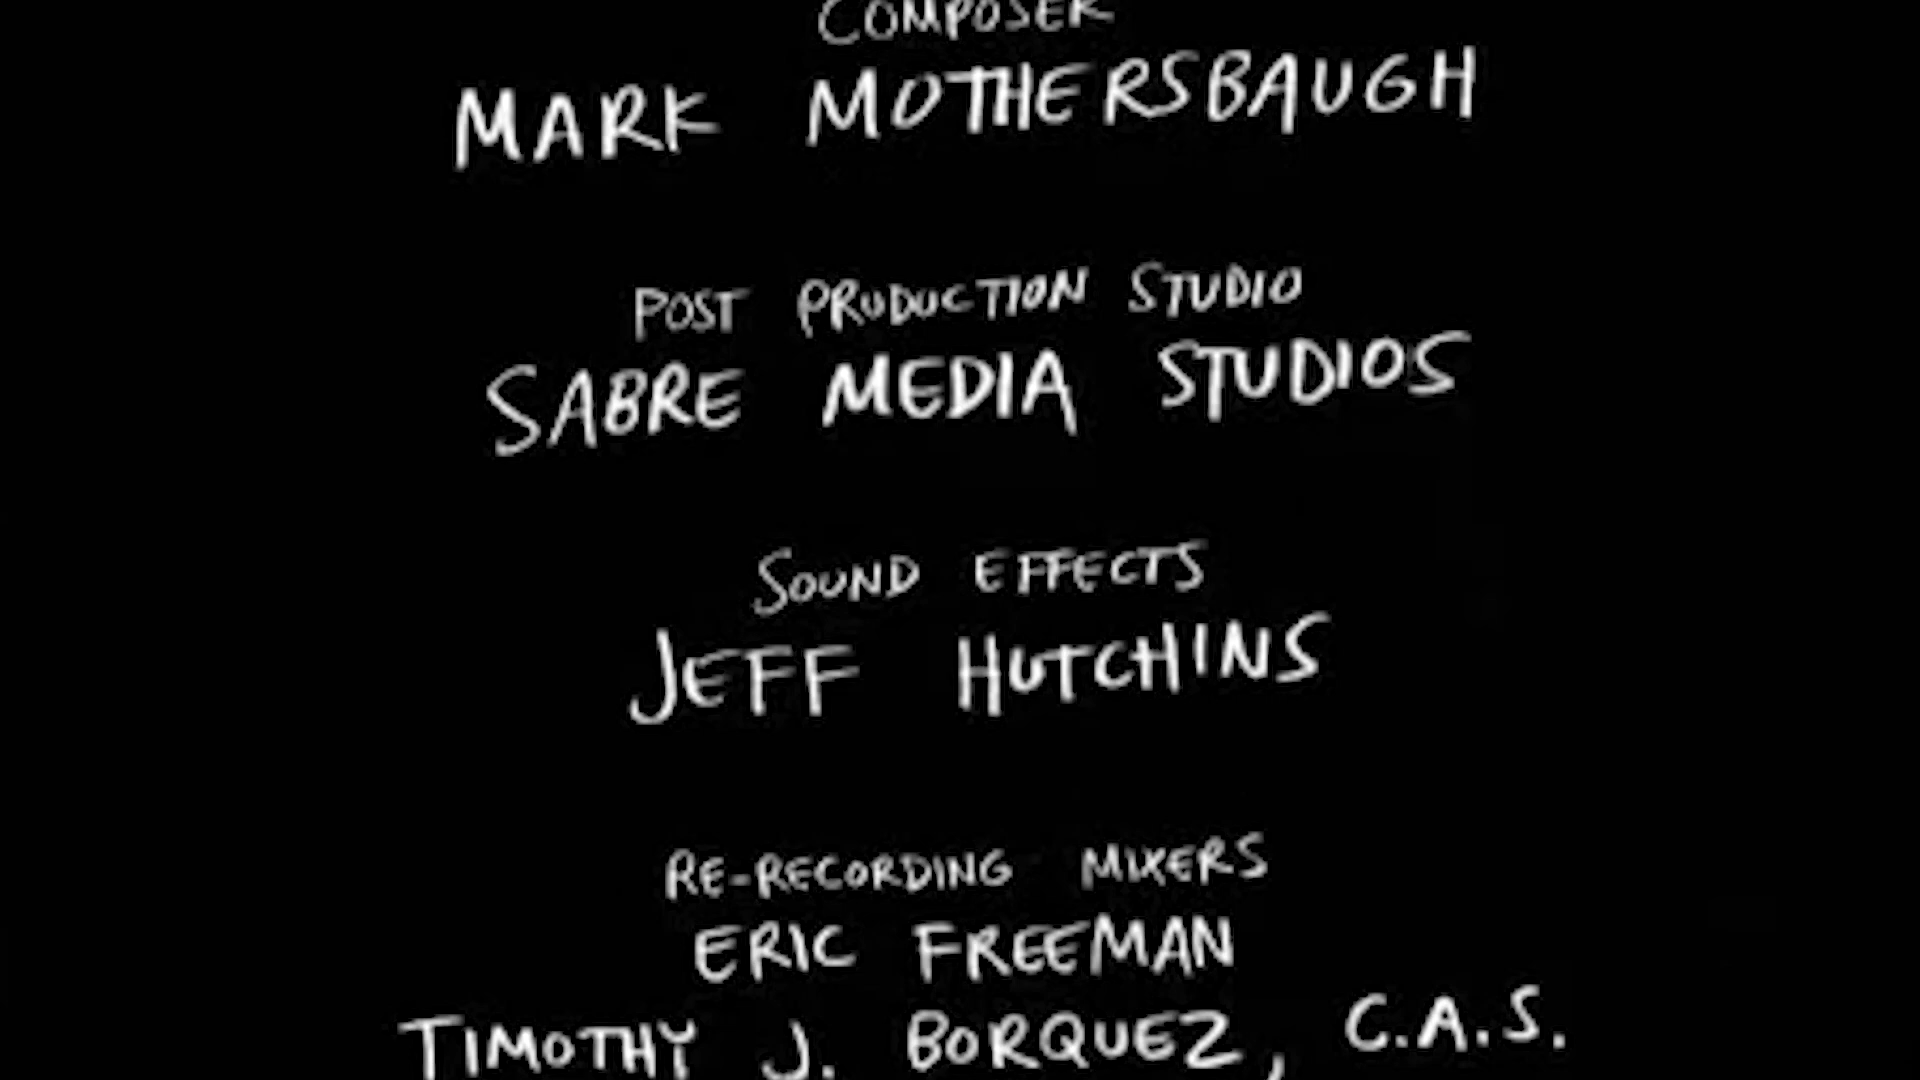 COMPOSER
MARK MOTHERSBAUGH
POST PRODUCTION STUDIO
SABRE MEDIA STUDIOS
SOUND EFFECTS
JEFF HUTCHINS
RE-RECORDING MIXERS
ERIC FREEMAN
TIMOTHY J. BORQUEZ, C.A.S.